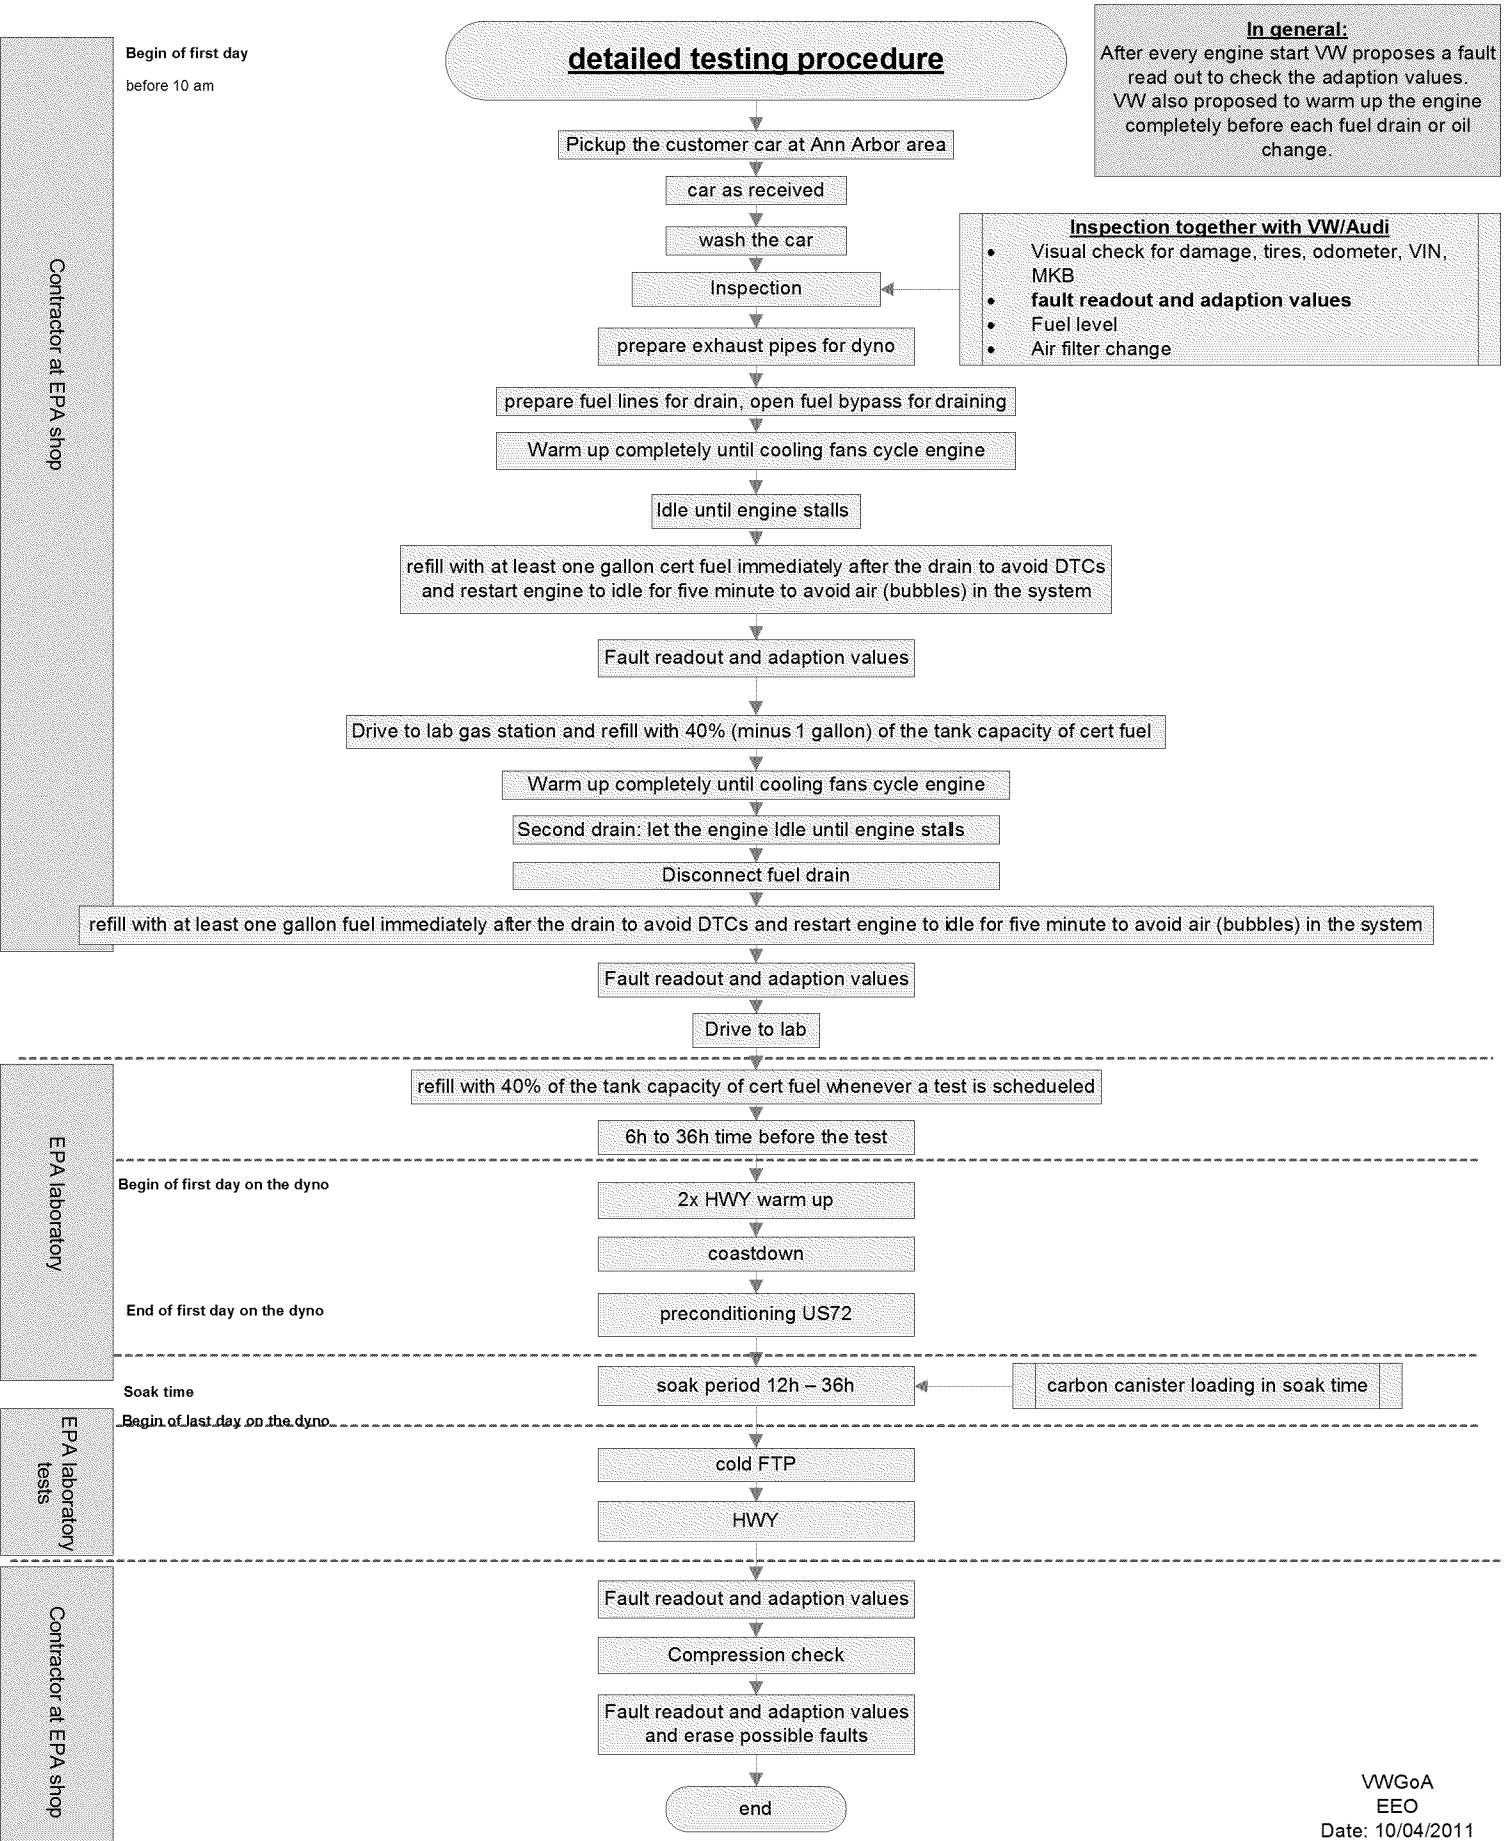 Begin of first day
before 10 am
detailed testing procedure
In general:
After every engine start VW proposes a fault
read out to check the adaption values.
VW also proposed to warm up the engine
completely before each fuel drain or oil
change.
Contractor at EPA shop
Pickup the customer car at Ann Arbor area
car as received
wash the car
Inspection
Inspection together with VW/Audi
• Visual check for damage, tires, odometer, VIN,
MKB
• fault readout and adaption values
• Fuel level
• Air filter change
prepare exhaust pipes for dyno
prepare fuel lines for drain, open fuel bypass for draining
Warm up completely until cooling fans cycle engine
Idle until engine stalls
refill with at least one gallon cert fuel immediately after the drain to avoid DTCs
and restart engine to idle for five minute to avoid air (bubbles) in the system
Fault readout and adaption values
Drive to lab gas station and refill with 40% (minus 1 gallon) of the tank capacity of cert fuel
Warm up completely until cooling fans cycle engine
Second drain: let the engine Idle until engine stalls
Disconnect fuel drain
refill with at least one gallon fuel immediately after the drain to avoid DTCs and restart engine to idle for five minute to avoid air (bubbles) in the system
Fault readout and adaption values
Drive to lab
EPA laboratory
refill with 40% of the tank capacity of cert fuel whenever a test is schedueled
6h to 36h time before the test
Begin of first day on the dyno
2x HWY warm up
coastdown
End of first day on the dyno
preconditioning US72
Soak time
soak period 12h – 36h
carbon canister loading in soak time
Begin of last day on the dyno
EPA laboratory
tests
cold FTP
HWY
Contractor at EPA shop
Fault readout and adaption values
Compression check
Fault readout and adaption values
and erase possible faults
end
VWGoA
EEO
Date: 10/04/2011